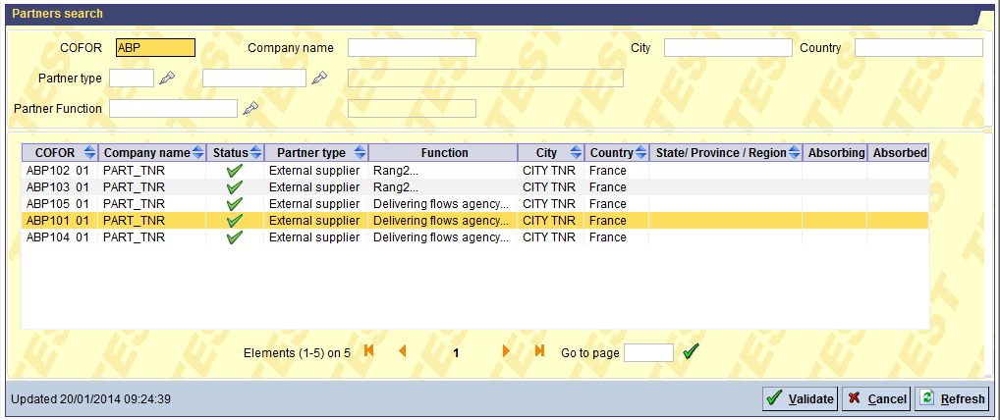 Partners search
COFOR ABP Company name City Country
Partner type
Partner Function
COFOR Company name Status Partner type Function City Country State/ Province / Region Absorbing Absorbed
ABP102 01 PART_TNR External supplier Rang2... CITY TNR France
ABP103 01 PART_TNR External supplier Rang2... CITY TNR France
ABP105 01 PART_TNR External supplier Delivering flows agency... CITY TNR France
ABP101 01 PART_TNR External supplier Delivering flows agency... CITY TNR France
ABP104 01 PART_TNR External supplier Delivering flows agency... CITY TNR France
Elements (1-5) on 5 1 Go to page
Updated 20/01/2014 09:24:39 Validate Cancel Refresh
TEST